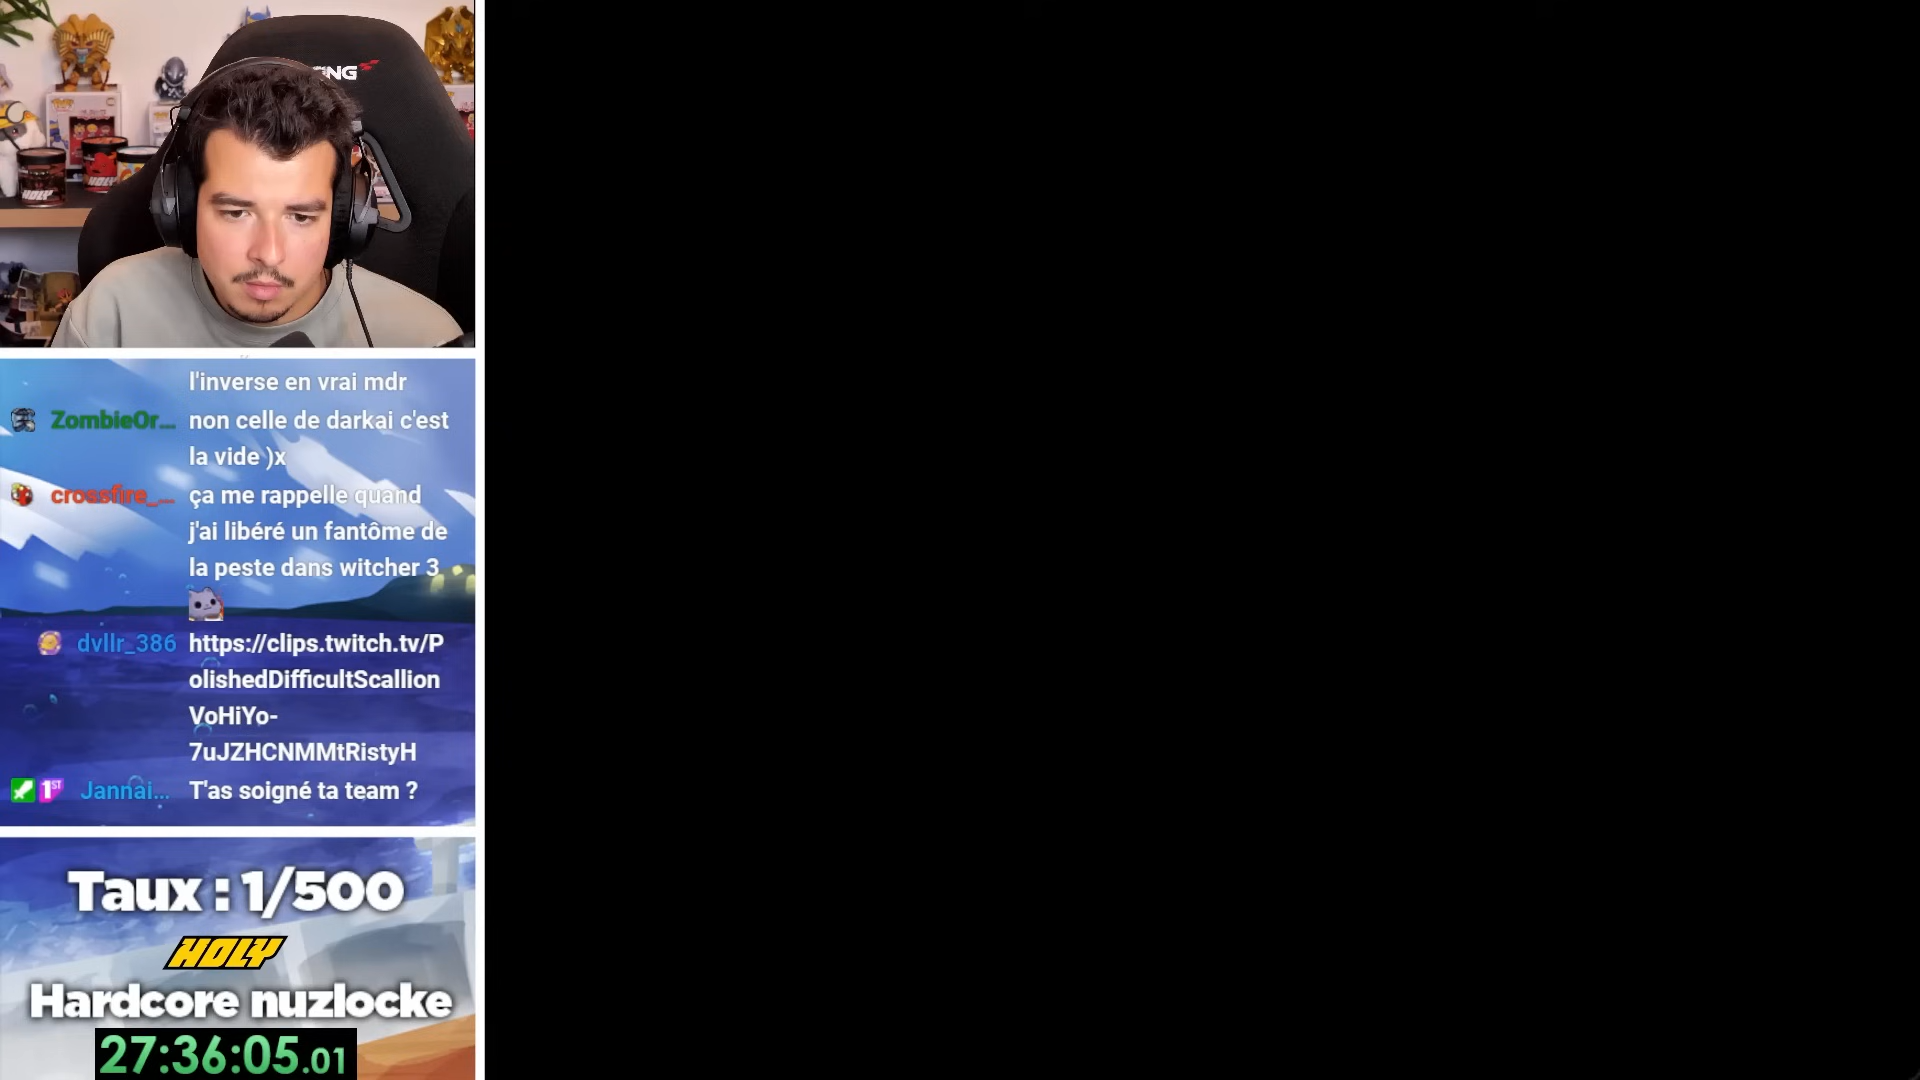 NG
HOLY
HOLY
l'inverse en vrai mdr
ZombieOr... non celle de darkai c'est
la vide )x
crossfire_... ça me rappelle quand
j'ai libéré un fantôme de
la peste dans witcher 3
dvllr_386 https://clips.twitch.tv/P
olishedDifficultScallion
VoHiYo-
7uJZHCNMMtRistyH
1ST Jannai... T'as soigné ta team ?
Taux : 1/500
HOLY
Hardcore nuzlocke
27:36:05.01